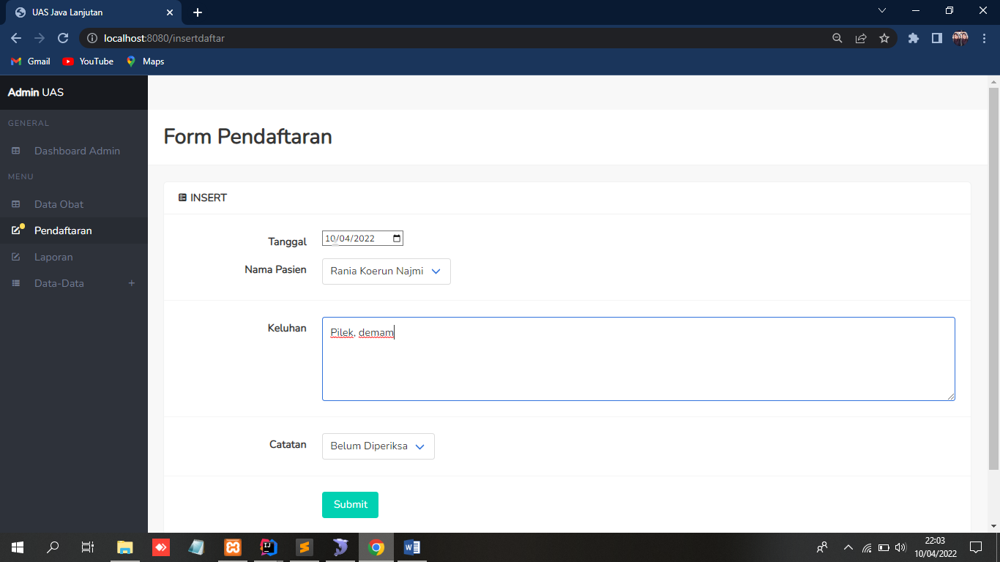 UAS Java Lanjutan
localhost:8080/insertdaftar
Gmail YouTube Maps
Admin UAS
GENERAL
Dashboard Admin
MENU
Data Obat
Pendaftaran
Laporan
Data-Data +
Form Pendaftaran
INSERT
Tanggal 10/04/2022
Nama Pasien Rania Koerun Najmi
Keluhan Pilek, demam
Catatan Belum Diperiksa
Submit
22:03
10/04/2022